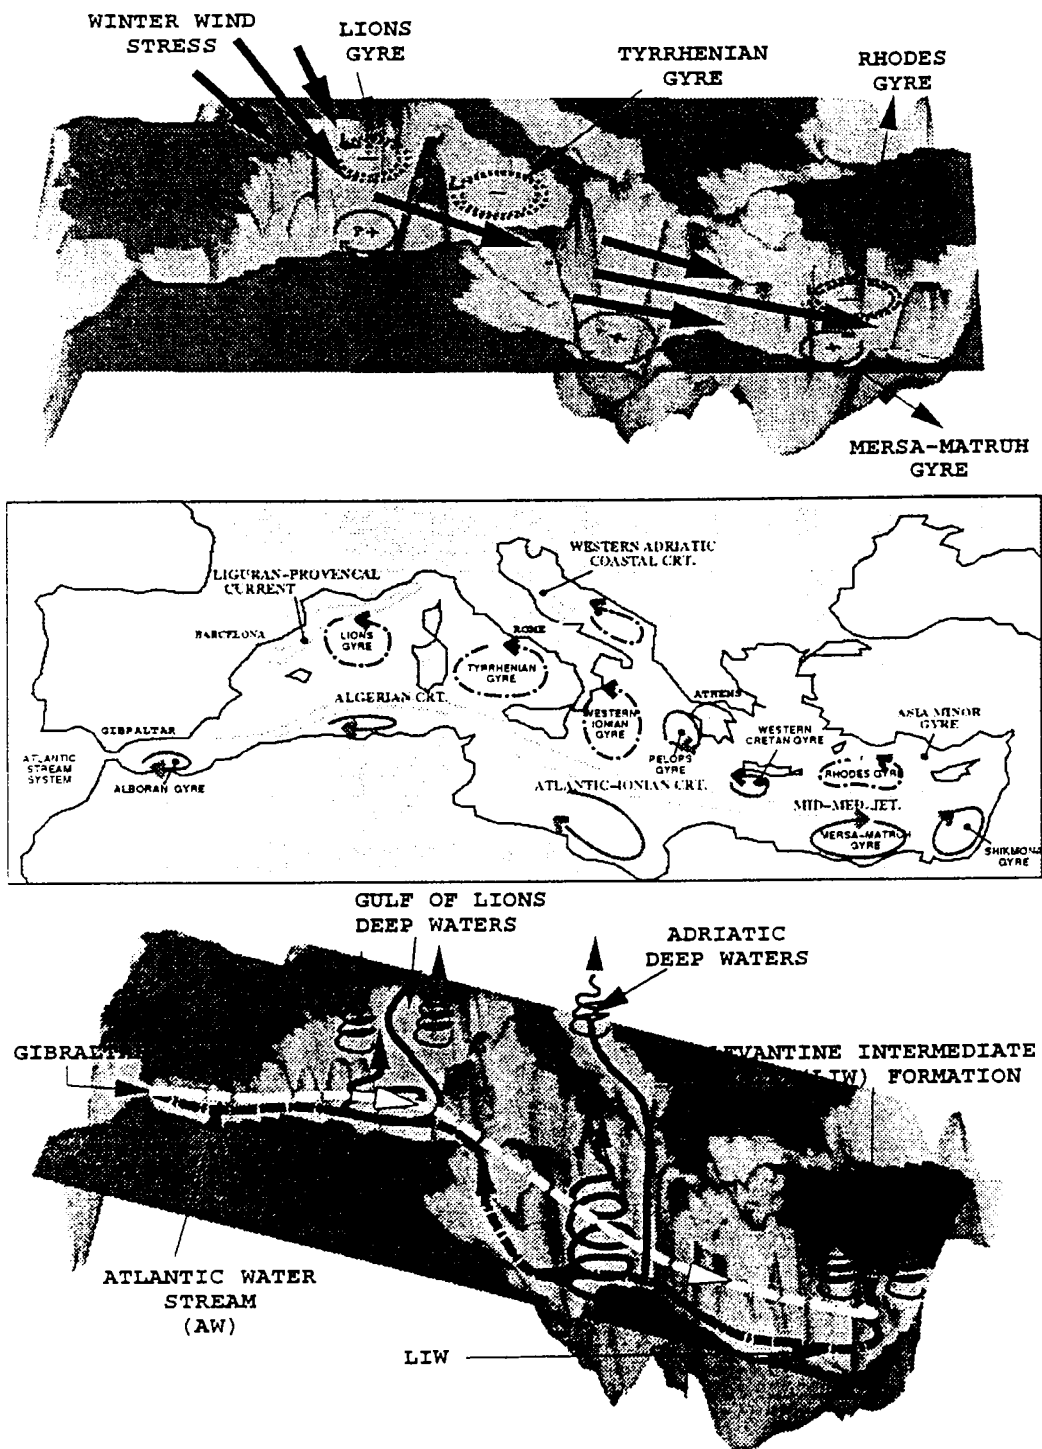 WINTER WIND
STRESS
LIONS
GYRE
TYRRHENIAN
GYRE
RHODES
GYRE
-
-
P+
-
+
+
MERSA-MATRUH
GYRE
WESTERN ADRIATIC
COASTAL CRT.
LIGURAN-PROVENCAL
CURRENT
BARCELONA
LIONS
GYRE
ROME
TYRRHENIAN
GYRE
ALGERIAN CRT.
WESTERN
IONIAN
GYRE
ATHENS
PELOPS
GYRE
WESTERN
CRETAN GYRE
ASIA MINOR
GYRE
GIBRALTAR
ATLANTIC
STREAM
SYSTEM
ALBORAN GYRE
ATLANTIC-IONIAN CRT.
RHODES GYRE
MID-MED.JET.
MERSA-MATRUH
GYRE
SHIKMONA
GYRE
GULF OF LIONS
DEEP WATERS
ADRIATIC
DEEP WATERS
LEVANTINE INTERMEDIATE
(LIW) FORMATION
ATLANTIC WATER
STREAM
(AW)
LIW